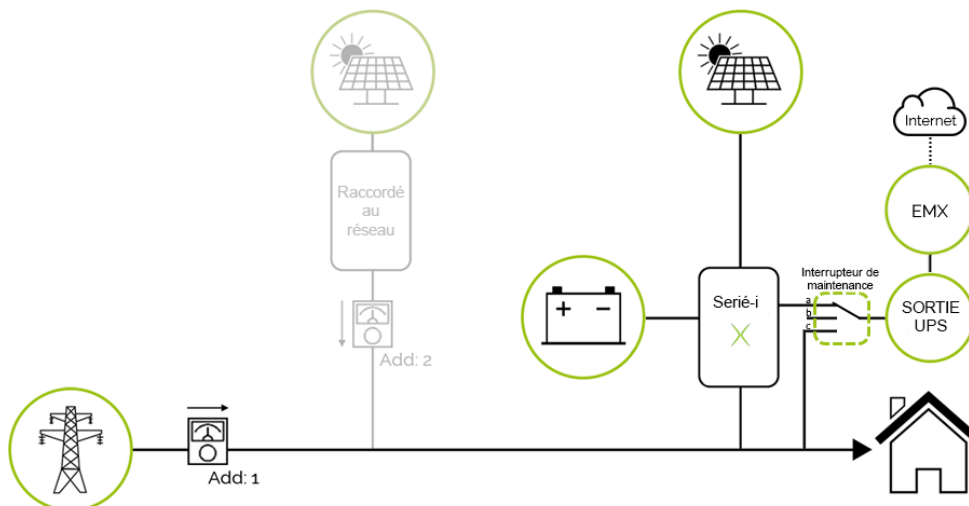 Internet
Raccordé
au
réseau
EMX
Interrupteur de
maintenance
Serié-i
X
a
b
c
SORTIE
UPS
+ −
Add: 2
Add: 1